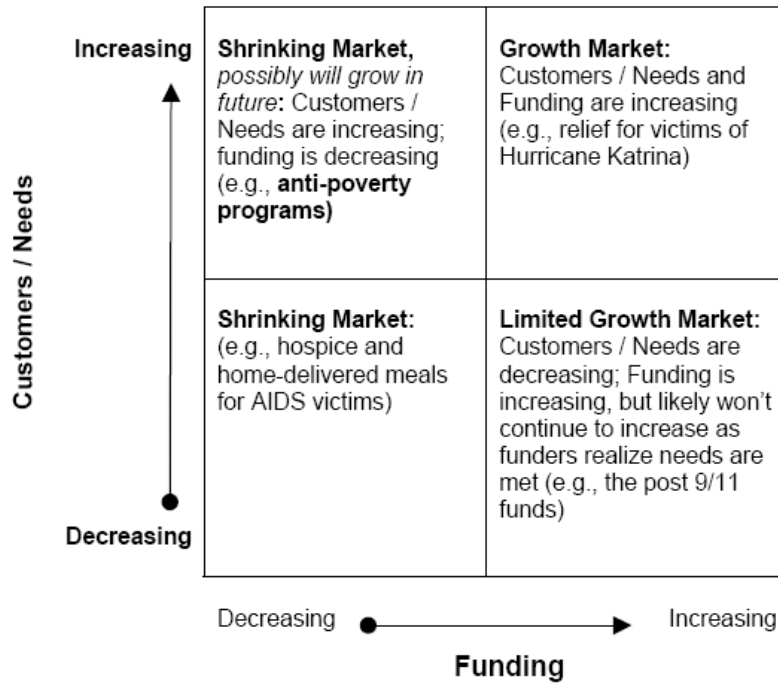 Increasing
Customers / Needs
Decreasing
Shrinking Market,
possibly will grow in
future: Customers /
Needs are increasing;
funding is decreasing
(e.g., anti-poverty
programs)
Growth Market:
Customers / Needs and
Funding are increasing
(e.g., relief for victims of
Hurricane Katrina)
Shrinking Market:
(e.g., hospice and
home-delivered meals
for AIDS victims)
Limited Growth Market:
Customers / Needs are
decreasing; Funding is
increasing, but likely won’t
continue to increase as
funders realize needs are
met (e.g., the post 9/11
funds)
Decreasing
Increasing
Funding